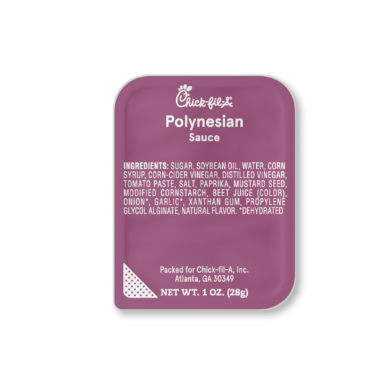 Chick-fil-A
Polynesian
Sauce
INGREDIENTS: SUGAR, SOYBEAN OIL, WATER, CORN
SYRUP, CORN-CIDER VINEGAR, DISTILLED VINEGAR,
TOMATO PASTE, SALT, PAPRIKA, MUSTARD SEED,
MODIFIED CORNSTARCH, BEET JUICE (COLOR),
ONION*, GARLIC*, XANTHAN GUM, PROPYLENE
GLYCOL ALGINATE, NATURAL FLAVOR. *DEHYDRATED
Packed for Chick-fil-A, Inc.
Atlanta, GA 30349
NET WT. 1 OZ. (28g)